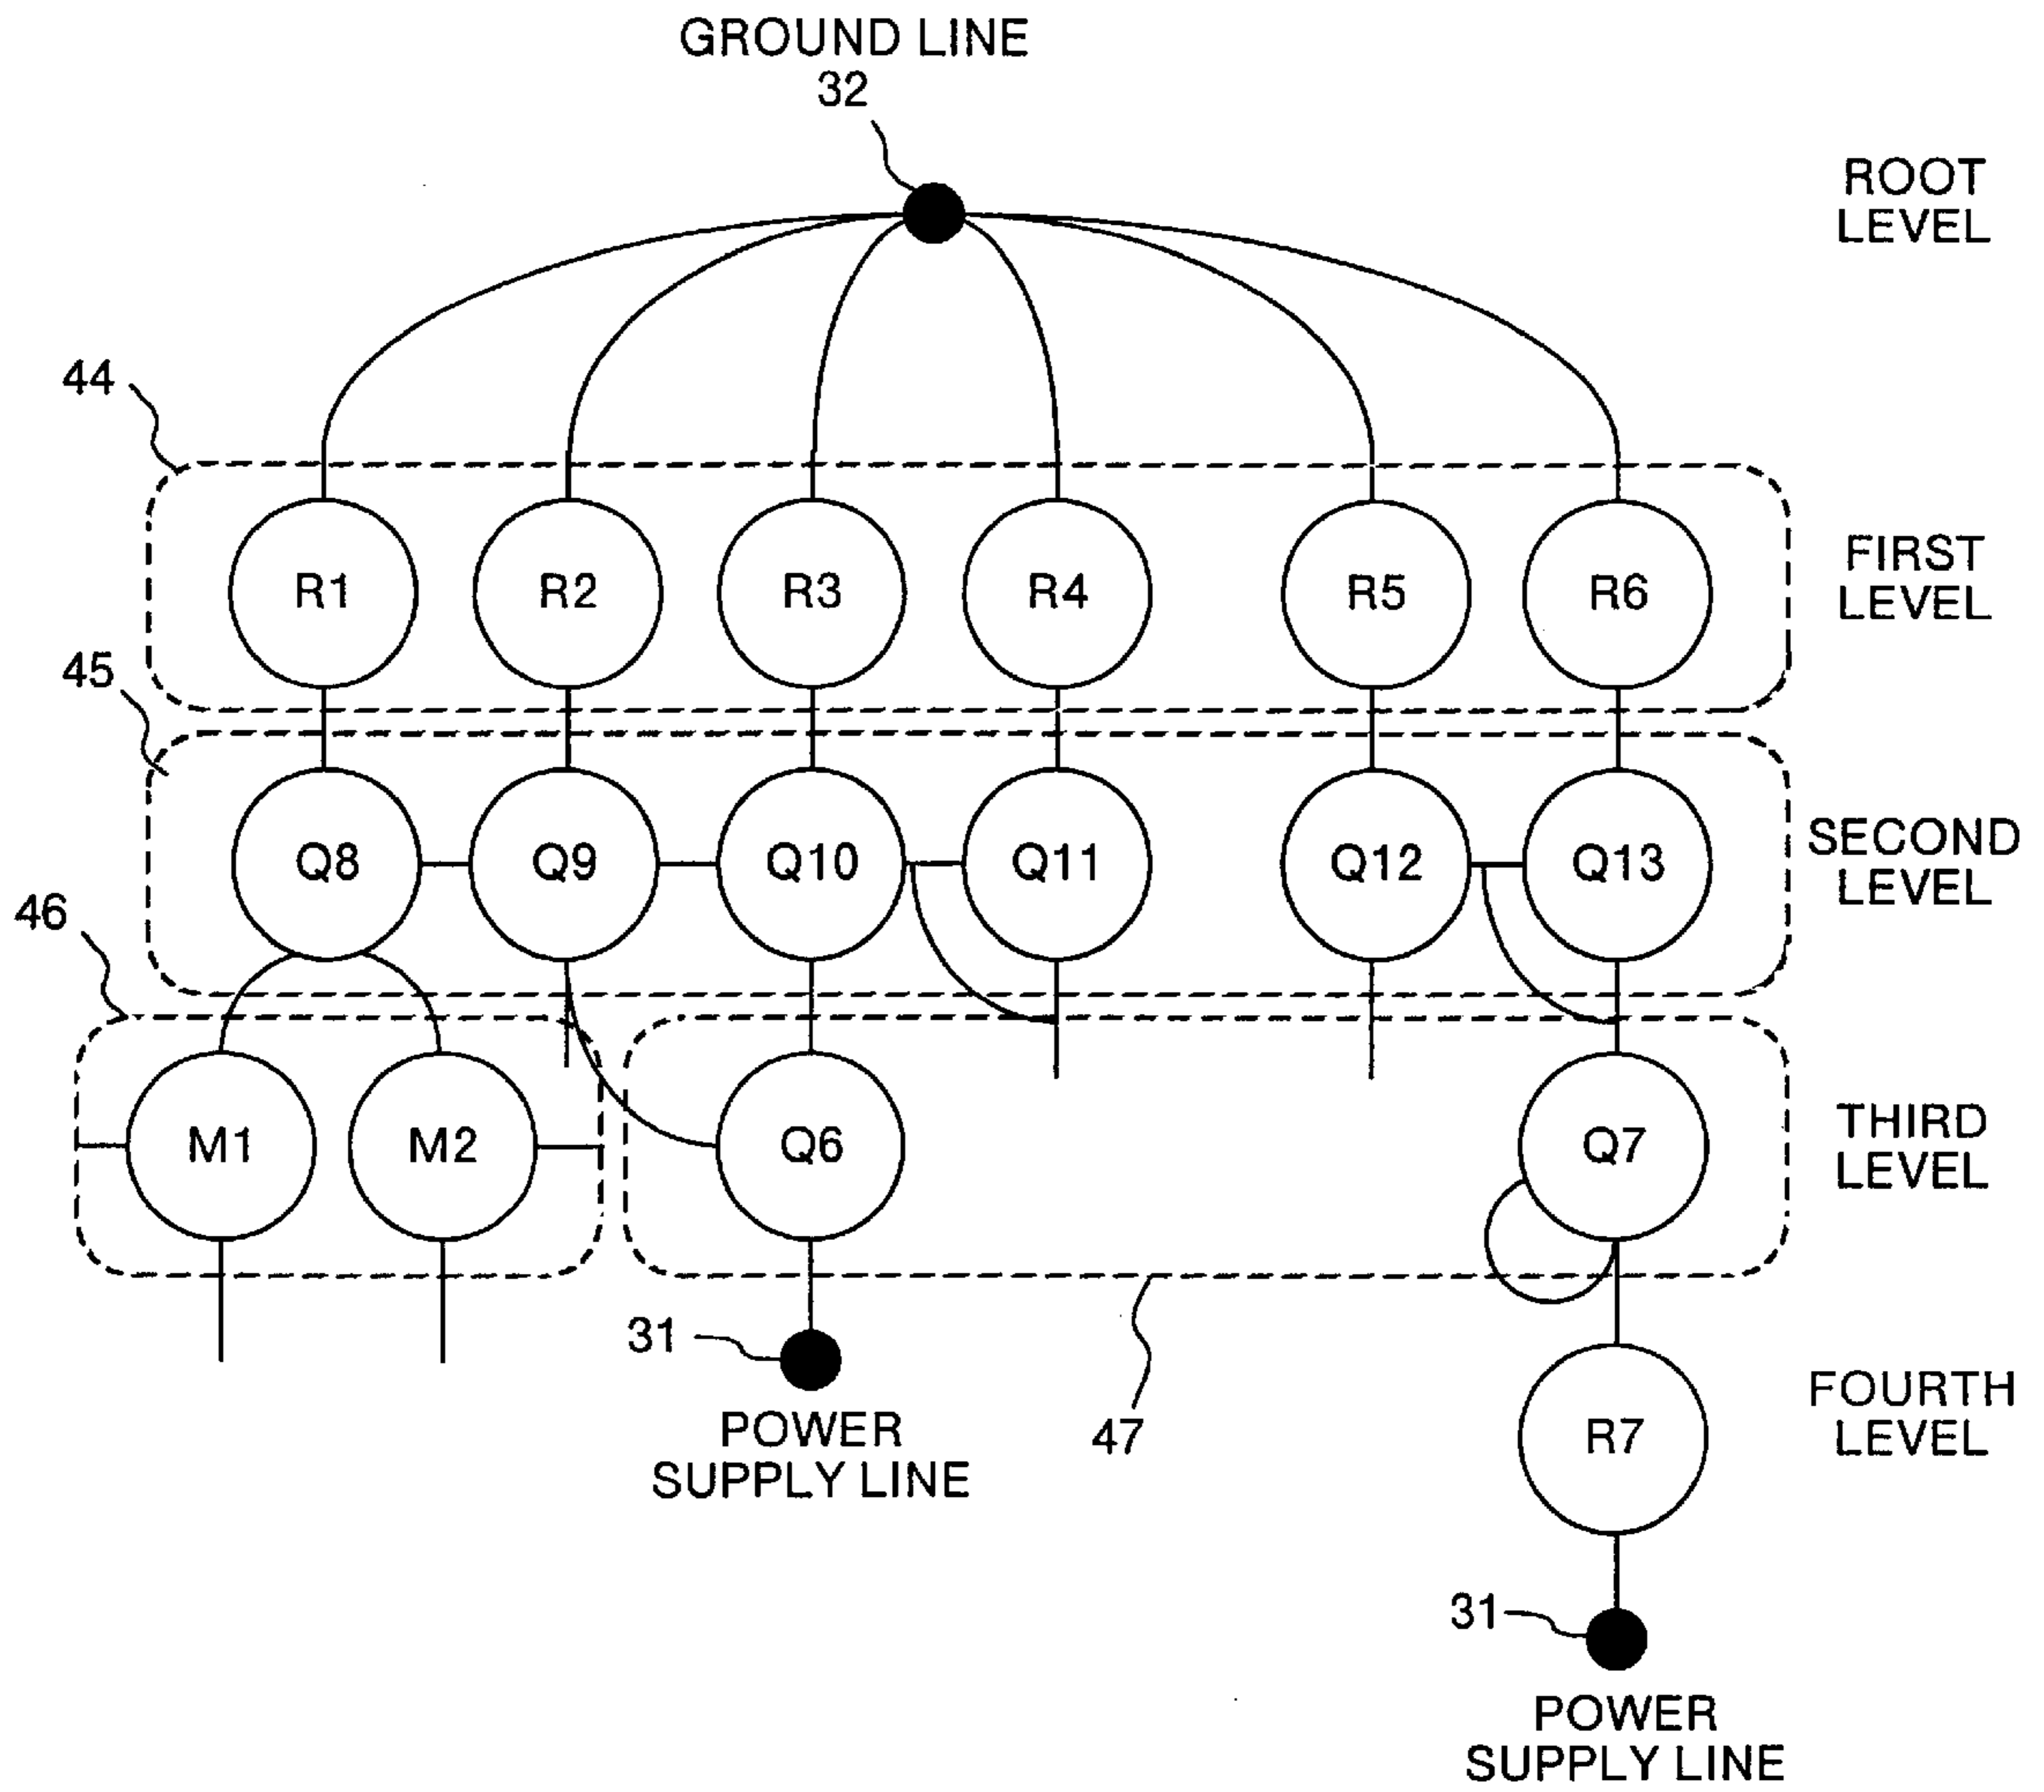 GROUND LINE
32
ROOT
LEVEL
44
R1 R2 R3 R4 R5 R6
FIRST
LEVEL
45
Q8 Q9 Q10 Q11 Q12 Q13
SECOND
LEVEL
46
M1 M2 Q6 Q7
THIRD
LEVEL
31
POWER
SUPPLY LINE
47
R7
FOURTH
LEVEL
31
POWER
SUPPLY LINE